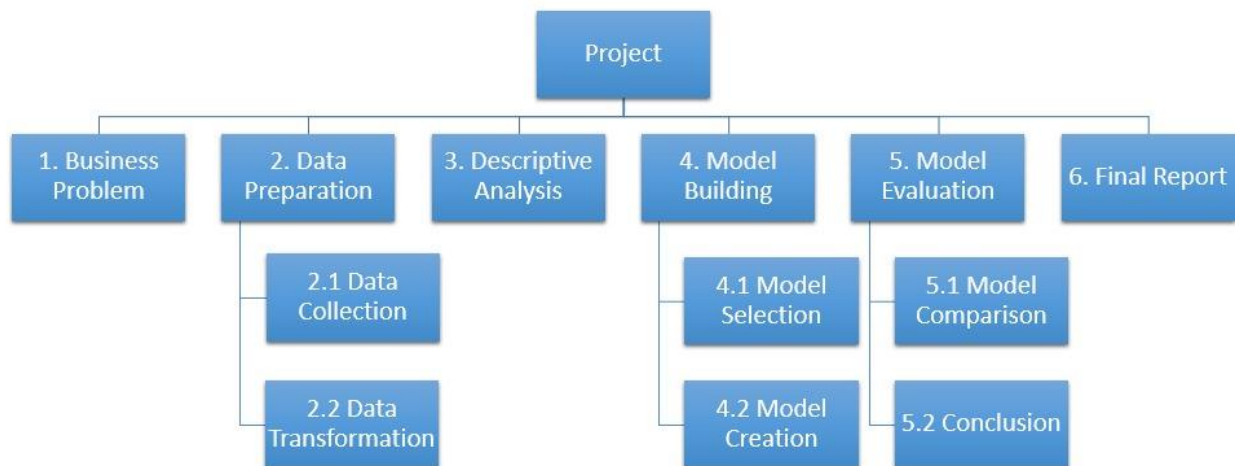 Project
1. Business
Problem
2. Data
Preparation
3. Descriptive
Analysis
4. Model
Building
5. Model
Evaluation
6. Final Report
2.1 Data
Collection
2.2 Data
Transformation
4.1 Model
Selection
4.2 Model
Creation
5.1 Model
Comparison
5.2 Conclusion